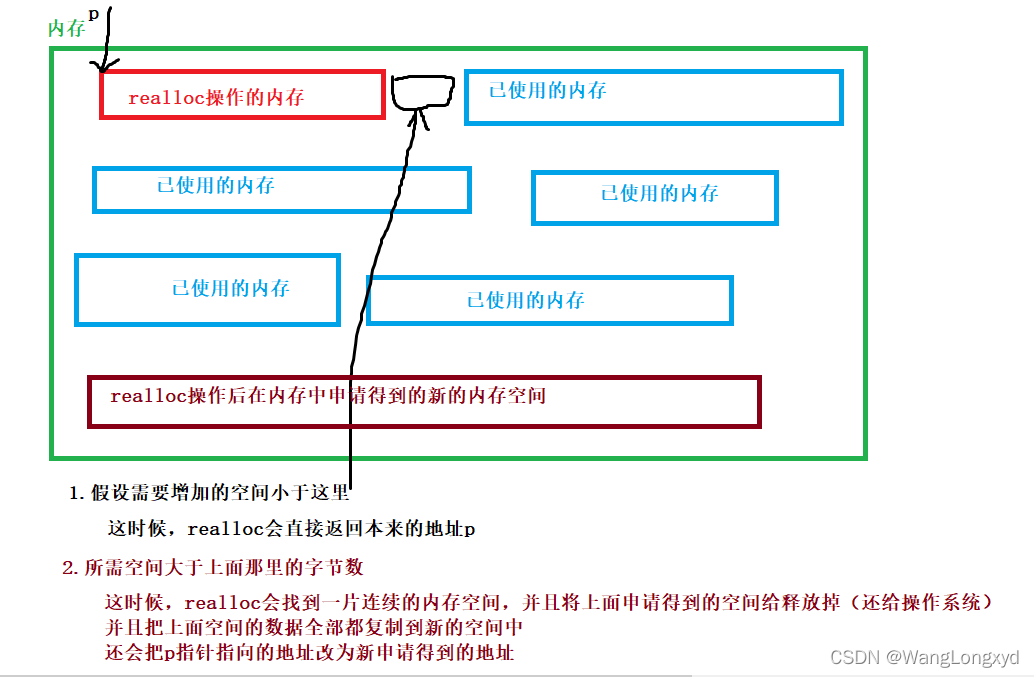 p
内存
realloc操作的内存
已使用的内存
已使用的内存
已使用的内存
已使用的内存
已使用的内存
realloc操作后在内存中申请得到的新的内存空间
1.假设需要增加的空间小于这里
这时候，realloc会直接返回本来的地址p
2.所需空间大于上面那里的字节数
这时候，realloc会找到一片连续的内存空间，并且将上面申请得到的空间给释放掉（还给操作系统）
并且把上面空间的数据全部都复制到新的空间中
还会把p指针指向的地址改为新申请得到的地址
CSDN @WangLongxyd